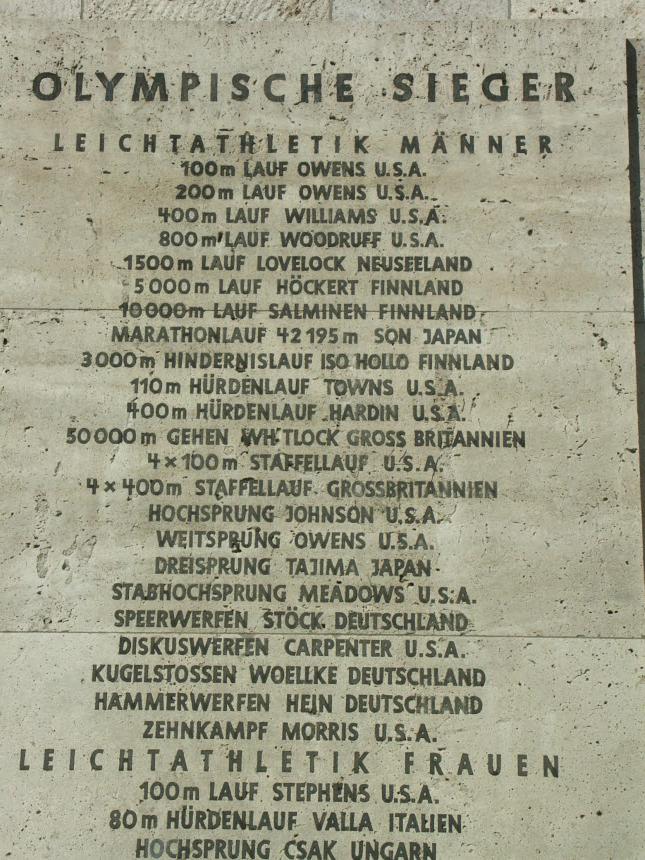 OLYMPISCHE SIEGER
LEICHTATHLETIK MÄNNER
100m LAUF OWENS U.S.A.
200m LAUF OWENS U.S.A.
400m LAUF WILLIAMS U.S.A.
800m LAUF WOODRUFF U.S.A.
1500m LAUF LOVELOCK NEUSEELAND
5000m LAUF HÖCKERT FINNLAND
10000m LAUF SALMINEN FINNLAND
MARATHONLAUF 42195m SON JAPAN
3000m HINDERNISLAUF ISO HOLLO FINNLAND
110m HÜRDENLAUF TOWNS U.S.A.
400m HÜRDENLAUF HARDIN U.S.A.
50000m GEHEN WHITLOCK GROSS BRITANNIEN
4×100m STAFFELLAUF U.S.A.
4×400m STAFFELLAUF GROSSBRITANNIEN
HOCHSPRUNG JOHNSON U.S.A.
WEITSPRUNG OWENS U.S.A.
DREISPRUNG TAJIMA JAPAN
STABHOCHSPRUNG MEADOWS U.S.A.
SPEERWERFEN STÖCK DEUTSCHLAND
DISKUSWERFEN CARPENTER U.S.A.
KUGELSTOSSEN WOELLKE DEUTSCHLAND
HAMMERWERFEN HEIN DEUTSCHLAND
ZEHNKAMPF MORRIS U.S.A.
LEICHTATHLETIK FRAUEN
100m LAUF STEPHENS U.S.A.
80m HÜRDENLAUF VALLA ITALIEN
HOCHSPRUNG CSAK UNGARN